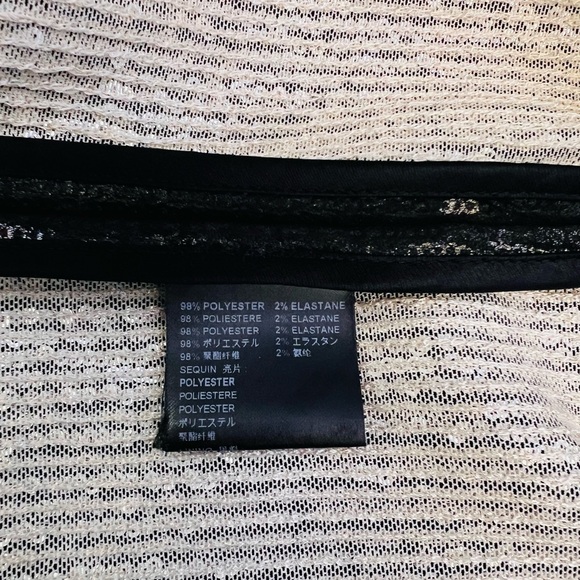 98% POLYESTER 2% ELASTANE
98% POLIESTERE 2% ELASTANE
98% POLYESTER 2% ELASTANE
98% ポリエステル 2% エラスタン
98% 聚酯纤维 2% 氨纶
SEQUIN 亮片
POLYESTER
POLIESTERE
POLYESTER
ポリエステル
聚酯纤维